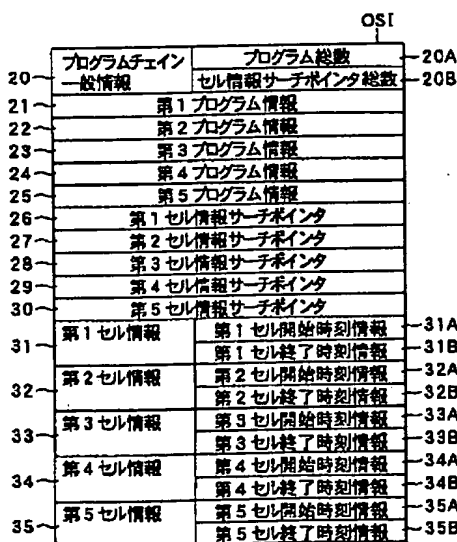 OSI
プログラムチェイン プログラム総数 20A
20 一般情報 セル情報サーチポインタ総数 20B
21 第1プログラム情報
22 第2プログラム情報
23 第3プログラム情報
24 第4プログラム情報
25 第5プログラム情報
26 第1セル情報サーチポインタ
27 第2セル情報サーチポインタ
28 第3セル情報サーチポインタ
29 第4セル情報サーチポインタ
30 第5セル情報サーチポインタ
31 第1セル情報 第1セル開始時刻情報 31A
第1セル終了時刻情報 31B
32 第2セル情報 第2セル開始時刻情報 32A
第2セル終了時刻情報 32B
33 第3セル情報 第3セル開始時刻情報 33A
第3セル終了時刻情報 33B
34 第4セル情報 第4セル開始時刻情報 34A
第4セル終了時刻情報 34B
35 第5セル情報 第5セル開始時刻情報 35A
第5セル終了時刻情報 35B